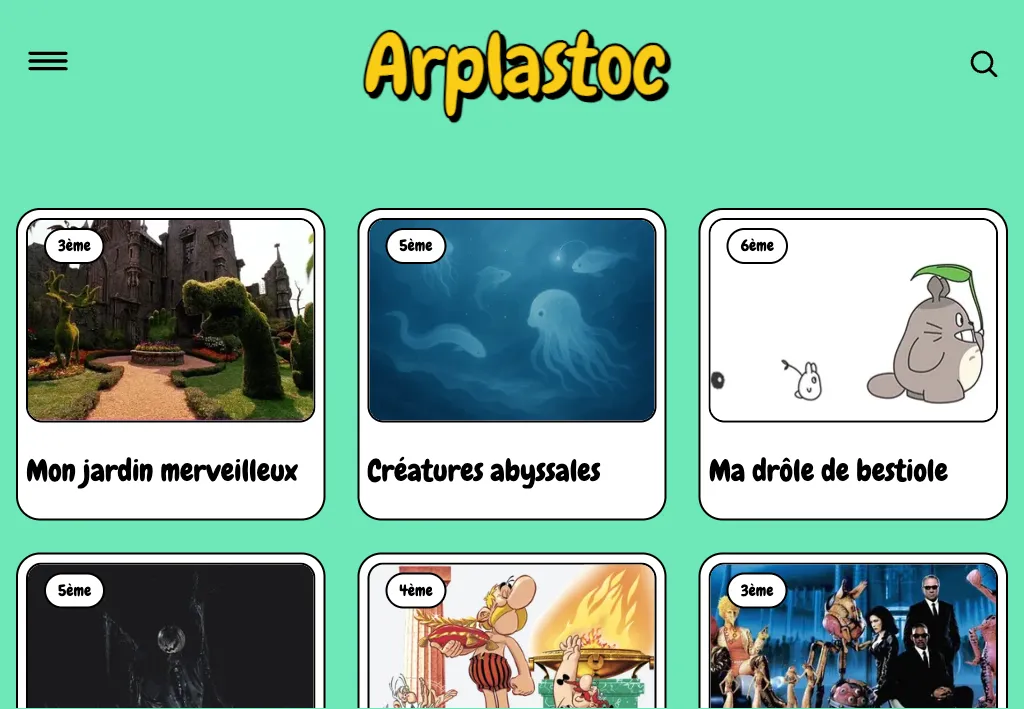 Arplastoc
3ème
5ème
6ème
Mon jardin merveilleux
Créatures abyssales
Ma drôle de bestiole
5ème
4ème
3ème